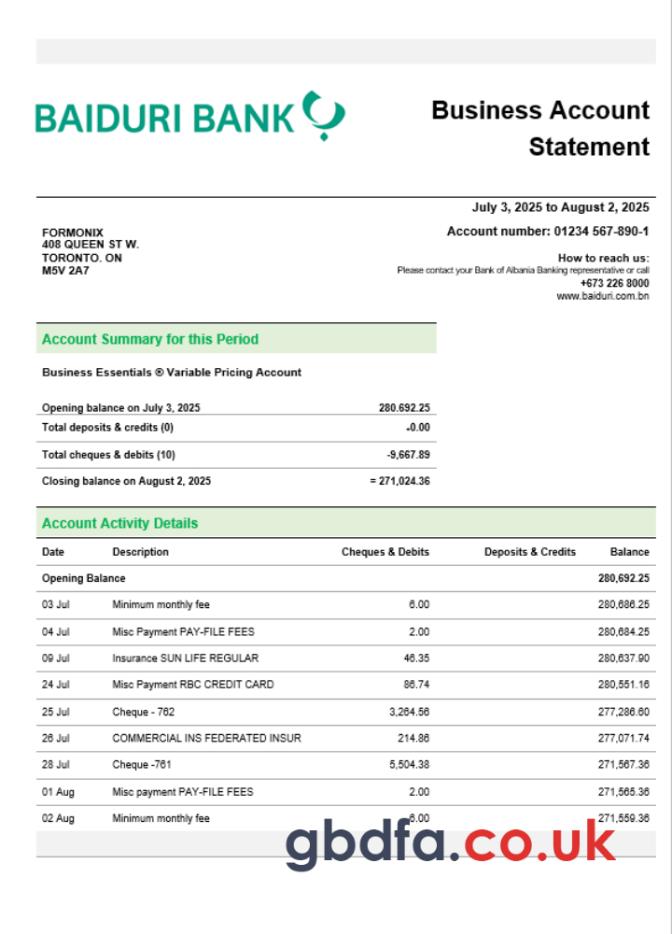 BAIDURI BANK
Business Account
Statement
July 3, 2025 to August 2, 2025
FORMONIX
408 QUEEN ST W.
TORONTO. ON
M5V 2A7
Account number: 01234 567-890-1
How to reach us:
Please contact your Bank of Albania Banking representative or call
+673 226 8000
www.baiduri.com.bn
Account Summary for this Period
Business Essentials ® Variable Pricing Account
Opening balance on July 3, 2025 280.692.25
Total deposits & credits (0) -0.00
Total cheques & debits (10) -9,667.89
Closing balance on August 2, 2025 = 271,024.36
Account Activity Details
Date Description Cheques & Debits Deposits & Credits Balance
Opening Balance 280,692.25
03 Jul Minimum monthly fee 6.00 280,686.25
04 Jul Misc Payment PAY-FILE FEES 2.00 280,684.25
09 Jul Insurance SUN LIFE REGULAR 46.35 280,637.90
24 Jul Misc Payment RBC CREDIT CARD 86.74 280,551.16
25 Jul Cheque - 762 3,264.56 277,286.60
26 Jul COMMERCIAL INS FEDERATED INSUR 214.86 277,071.74
28 Jul Cheque -761 5,504.38 271,567.36
01 Aug Misc payment PAY-FILE FEES 2.00 271,565.36
02 Aug Minimum monthly fee 6.00 271,559.36
gbdfa.co.uk